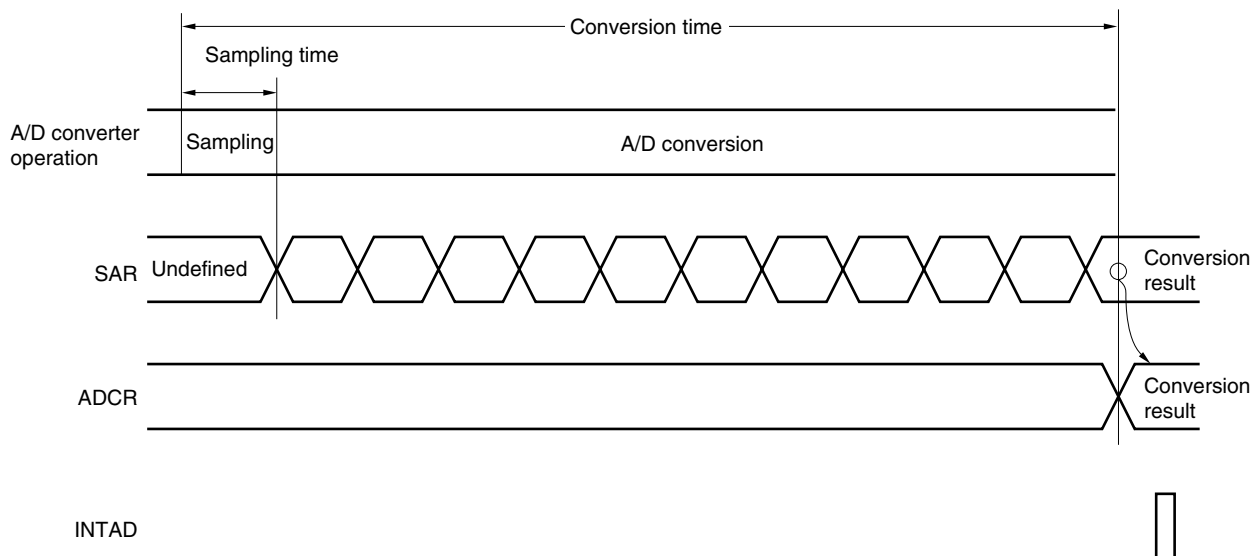 Conversion time
Sampling time
A/D converter
operation
Sampling
A/D conversion
SAR
Undefined
Conversion
result
ADCR
Conversion
result
INTAD